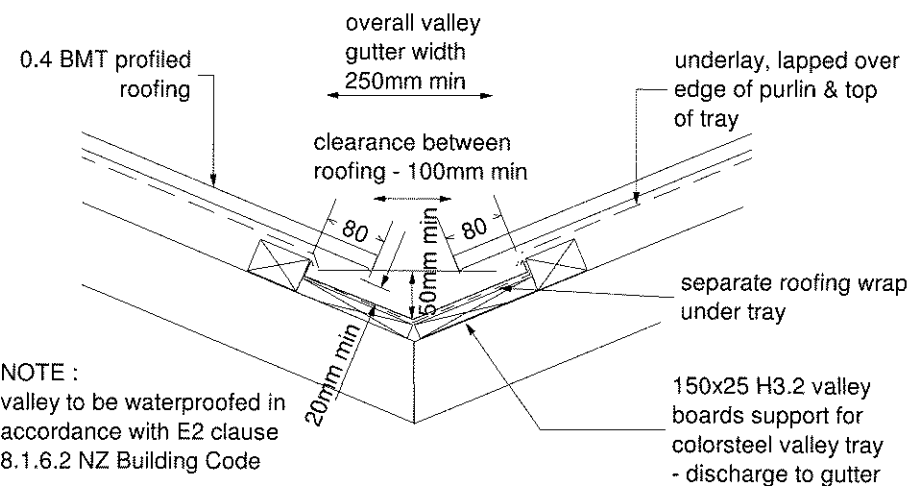 overall valley
gutter width
250mm min
0.4 BMT profiled
roofing
underlay, lapped over
edge of purlin & top
of tray
clearance between
roofing - 100mm min
80
80
50mm min
20mm min
separate roofing wrap
under tray
NOTE :
valley to be waterproofed in
accordance with E2 clause
8.1.6.2 NZ Building Code
150x25 H3.2 valley
boards support for
colorsteel valley tray
- discharge to gutter